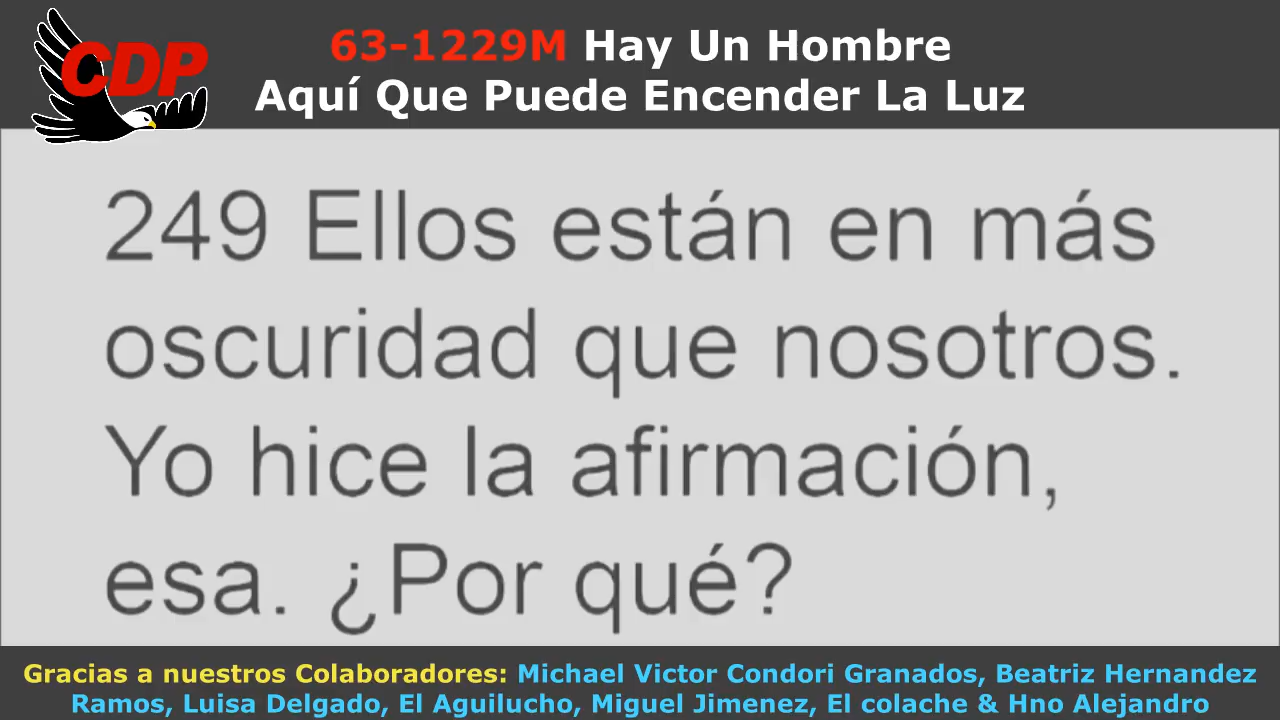 CDP
63-1229M Hay Un Hombre
Aquí Que Puede Encender La Luz
249 Ellos están en más
oscuridad que nosotros.
Yo hice la afirmación,
esa. ¿Por qué?
Gracias a nuestros Colaboradores: Michael Victor Condori Granados, Beatriz Hernandez
Ramos, Luisa Delgado, El Aguilucho, Miguel Jimenez, El colache & Hno Alejandro